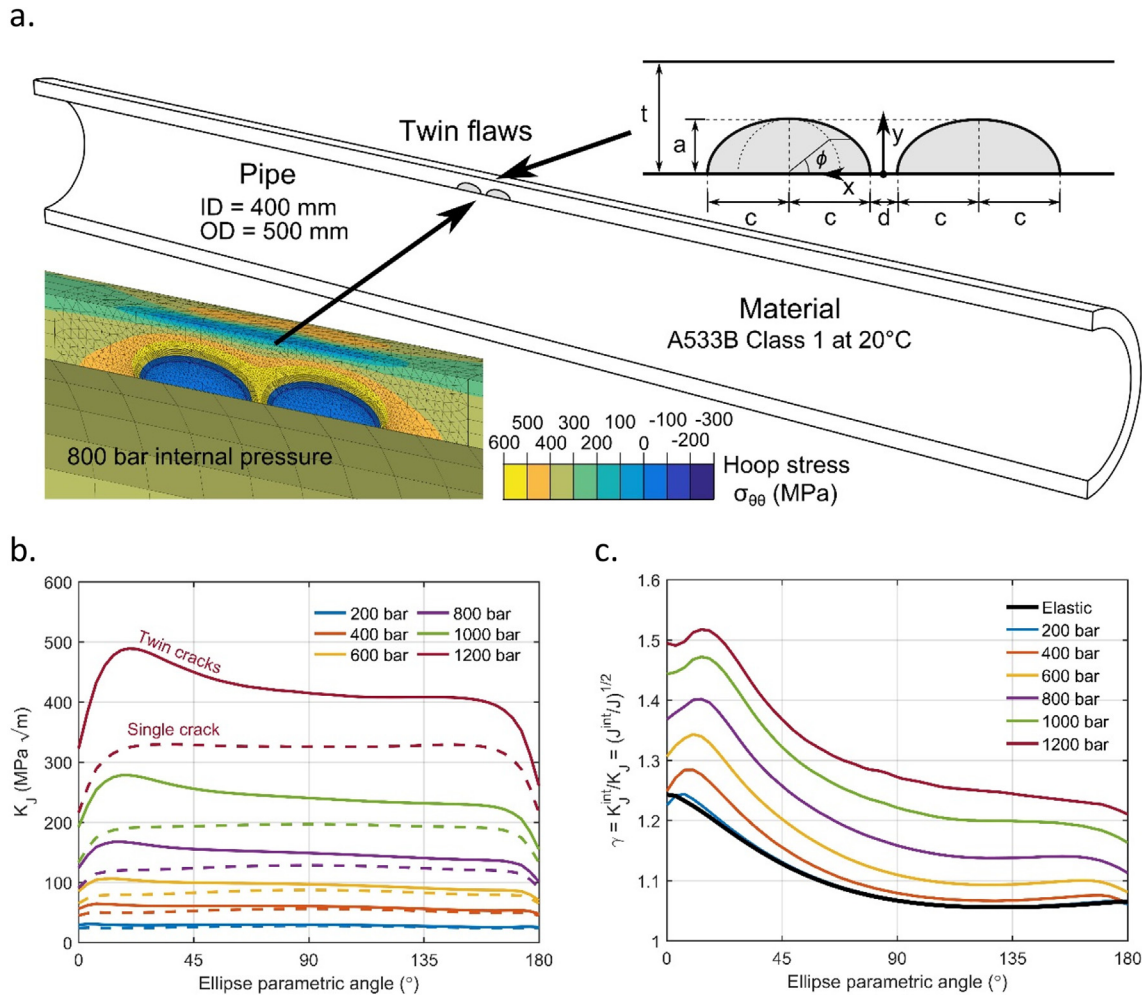 a.
Twin flaws
Pipe
ID = 400 mm
OD = 500 mm
t
a
y
ϕ
x
c
c
d
c
c
Material
A533B Class 1 at 20°C
800 bar internal pressure
500 300 100 -100 -300
600 400 200 0 -200
Hoop stress
σθθ (MPa)
b.
600
500
400
300
200
100
0
KJ (MPa √m)
200 bar
400 bar
600 bar
800 bar
1000 bar
1200 bar
Twin cracks
Single crack
0 45 90 135 180
Ellipse parametric angle (°)
c.
1.6
1.5
1.4
1.3
1.2
1.1
1
γ = KJ^int/KJ = (J^int/J)^1/2
Elastic
200 bar
400 bar
600 bar
800 bar
1000 bar
1200 bar
0 45 90 135 180
Ellipse parametric angle (°)